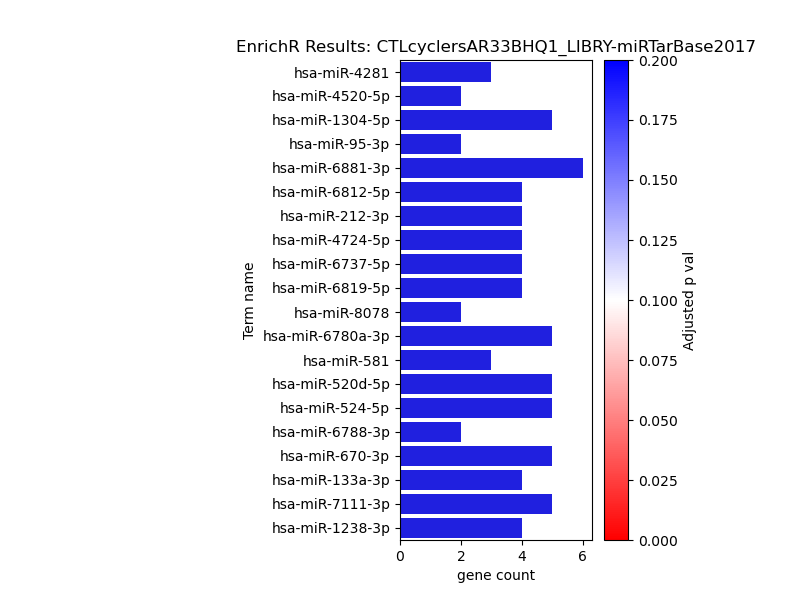 EnrichR Results: CTLcyclersAR33BHQ1_LIBRY-miRTarBase2017
hsa-miR-4281
hsa-miR-4520-5p
hsa-miR-1304-5p
hsa-miR-95-3p
hsa-miR-6881-3p
hsa-miR-6812-5p
hsa-miR-212-3p
hsa-miR-4724-5p
hsa-miR-6737-5p
hsa-miR-6819-5p
hsa-miR-8078
hsa-miR-6780a-3p
hsa-miR-581
hsa-miR-520d-5p
hsa-miR-524-5p
hsa-miR-6788-3p
hsa-miR-670-3p
hsa-miR-133a-3p
hsa-miR-7111-3p
hsa-miR-1238-3p
Term name
0 2 4 6
gene count
0.200
0.175
0.150
0.125
0.100
0.075
0.050
0.025
0.000
Adjusted p val